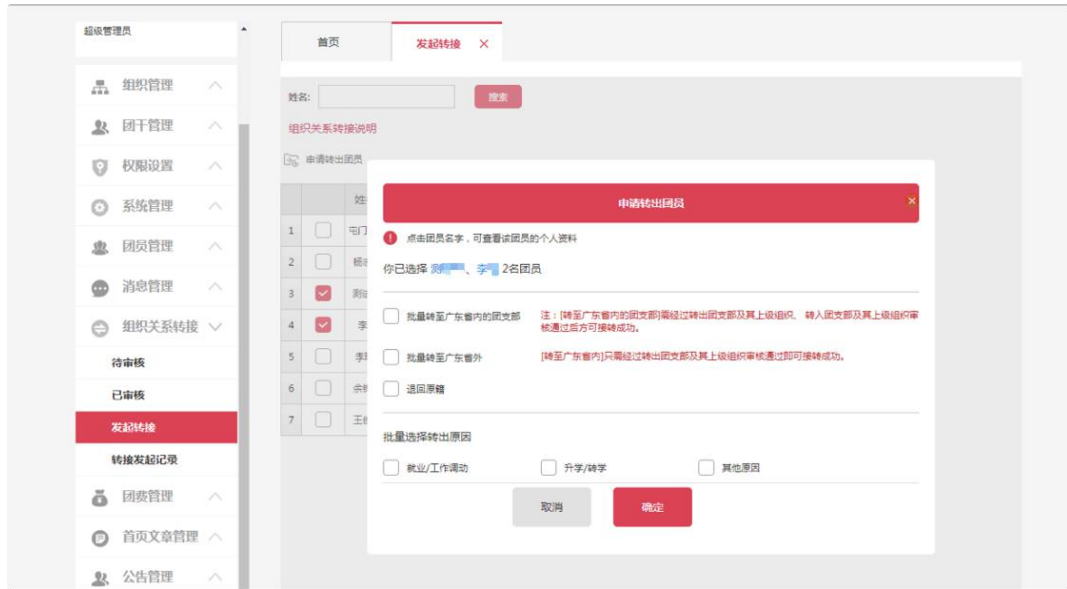 超级管理员
首页
发起转接
组织管理
团干管理
权限设置
系统管理
团员管理
消息管理
组织关系转接
待审核
已审核
发起转接
转接发起记录
团费管理
首页文章管理
公告管理
姓名:
搜索
组织关系转接说明
申请转出团员
姓
1 屯门
2 杨
3 测试
4 李
5 李
6 余
7 王
申请转出团员
点击团员名字，可查看该团员的个人资料
你已选择 测 、李 2名团员
批量转至广东省内的团支部
注：[转至广东省内的团支部]需经过转出团支部及其上级组织、 转入团支部及其上级组织审
核通过后方可接转成功。
批量转至广东省外
[转至广东省内]只需经过转出团支部及其上级组织审核通过即可接转成功。
退回原籍
批量选择转出原因
就业/工作调动
升学/转学
其他原因
取消
确定